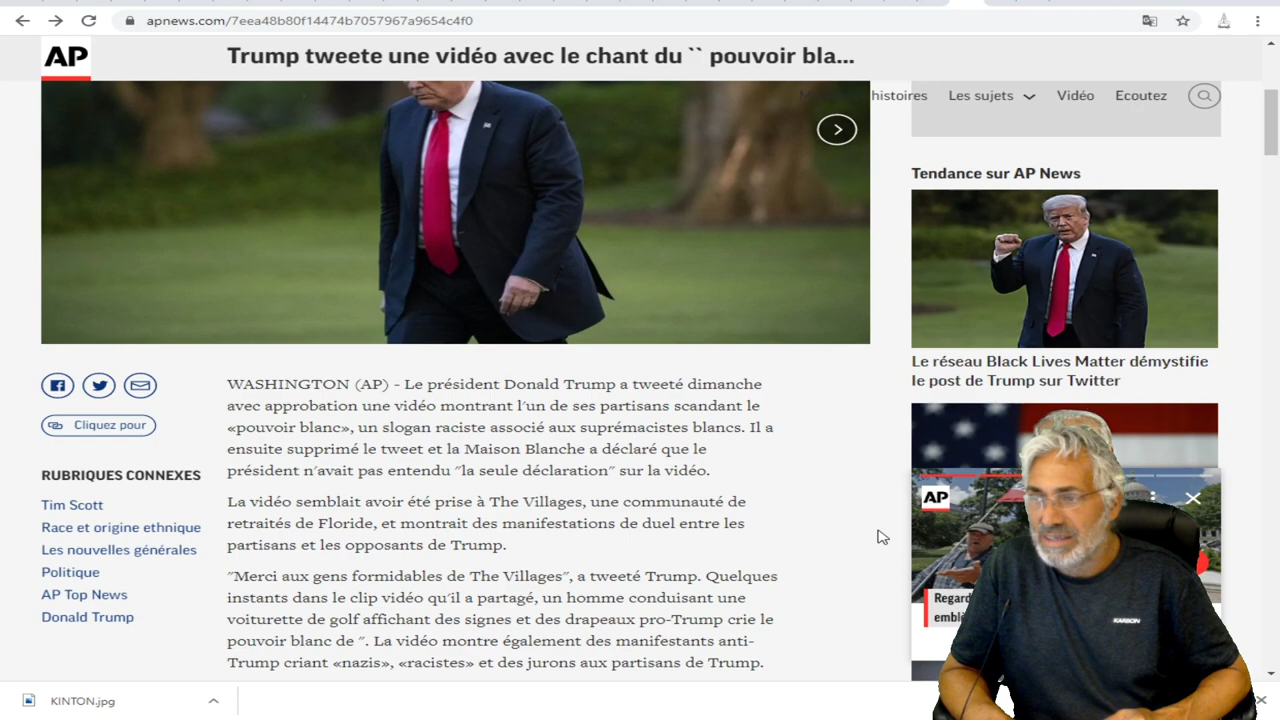 apnews.com/7eea48b80f14474b7057967a9654c4f0
AP
Trump tweete une vidéo avec le chant du `` pouvoir bla...
histoires
Les sujets
Vidéo
Ecoutez
Tendance sur AP News
Le réseau Black Lives Matter démystifie
le post de Trump sur Twitter
Cliquez pour
RUBRIQUES CONNEXES
Tim Scott
Race et origine ethnique
Les nouvelles générales
Politique
AP Top News
Donald Trump
WASHINGTON (AP) - Le président Donald Trump a tweeté dimanche
avec approbation une vidéo montrant l'un de ses partisans scandant le
«pouvoir blanc», un slogan raciste associé aux suprémacistes blancs. Il a
ensuite supprimé le tweet et la Maison Blanche a déclaré que le
président n'avait pas entendu "la seule déclaration" sur la vidéo.
La vidéo semblait avoir été prise à The Villages, une communauté de
retraités de Floride, et montrait des manifestations de duel entre les
partisans et les opposants de Trump.
"Merci aux gens formidables de The Villages", a tweeté Trump. Quelques
instants dans le clip vidéo qu'il a partagé, un homme conduisant une
voiturette de golf affichant des signes et des drapeaux pro-Trump crie le
pouvoir blanc de ". La vidéo montre également des manifestants anti-
Trump criant «nazis», «racistes» et des jurons aux partisans de Trump.
AP
KARBON
KINTON.jpg